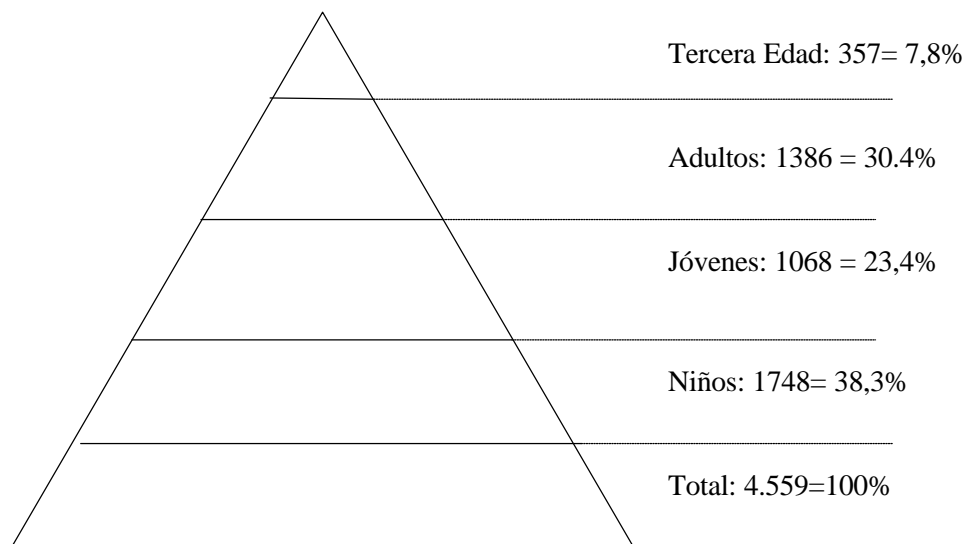 Tercera Edad: 357= 7,8%
Adultos: 1386 = 30.4%
Jóvenes: 1068 = 23,4%
Niños: 1748= 38,3%
Total: 4.559=100%